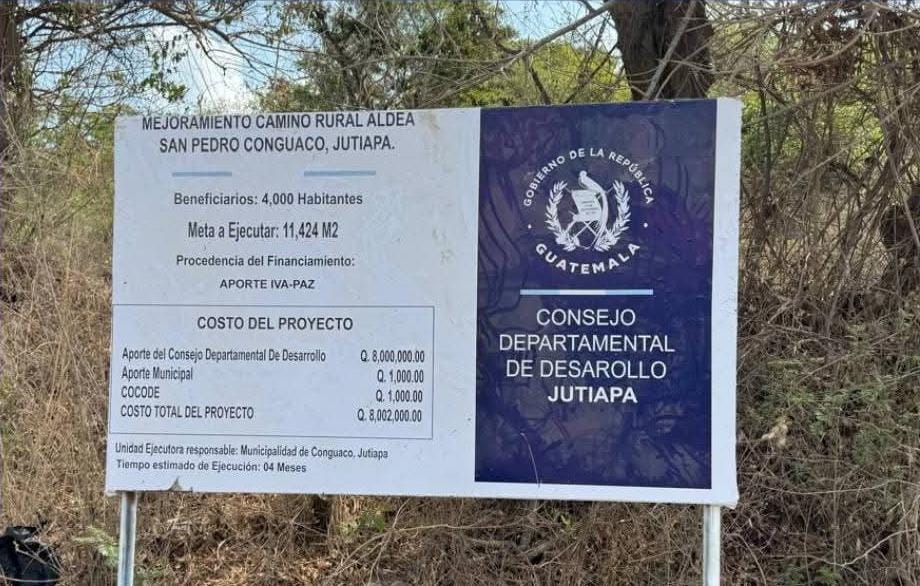 MEJORAMIENTO CAMINO RURAL ALDEA
SAN PEDRO CONGUACO, JUTIAPA.
Beneficiarios: 4,000 Habitantes
Meta a Ejecutar: 11,424 M2
Procedencia del Financiamiento:
APORTE IVA-PAZ
COSTO DEL PROYECTO
Aporte del Consejo Departamental De Desarrollo Q. 8,000,000.00
Aporte Municipal Q. 1,000.00
COCODE Q. 1,000.00
COSTO TOTAL DEL PROYECTO Q. 8,002,000.00
Unidad Ejecutora responsable: Municipalidad de Conguaco, Jutiapa
Tiempo estimado de Ejecución: 04 Meses
GOBIERNO DE LA REPÚBLICA
GUATEMALA
CONSEJO
DEPARTAMENTAL
DE DESAROLLO
JUTIAPA